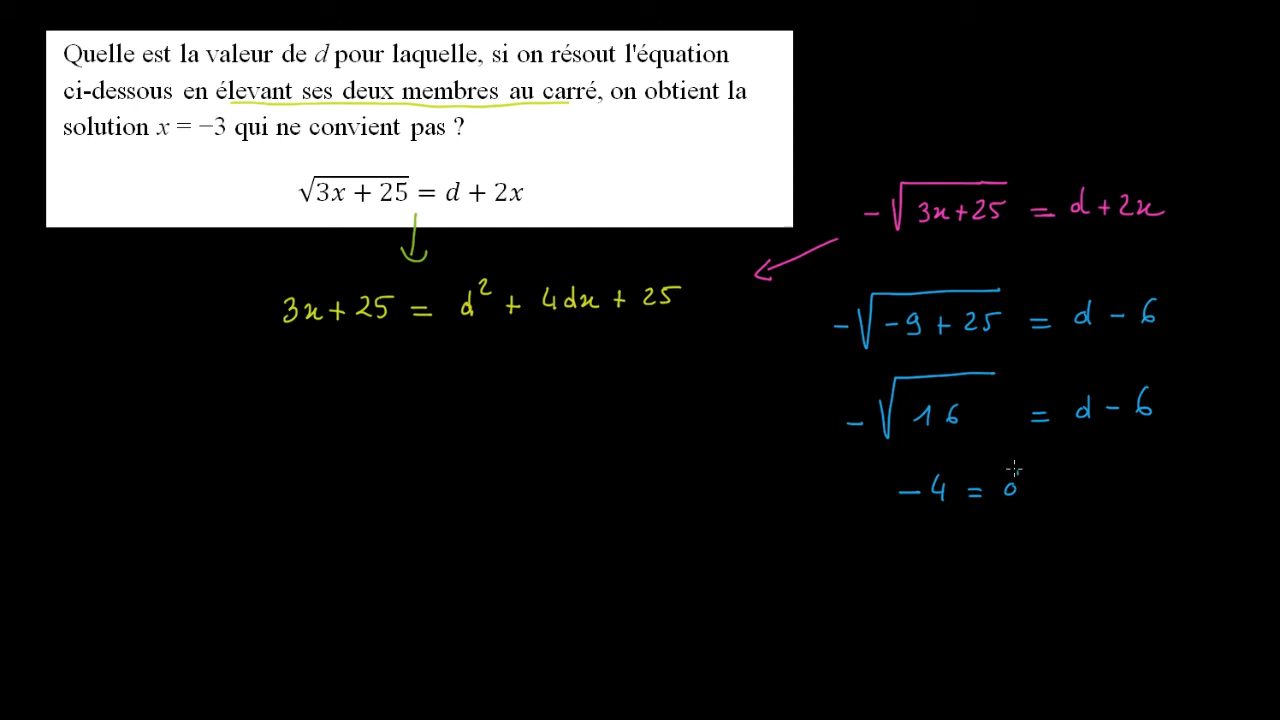 Quelle est la valeur de d pour laquelle, si on résout l'équation
ci-dessous en élevant ses deux membres au carré, on obtient la
solution x = −3 qui ne convient pas ?
√3x + 25 = d + 2x
-√3x+25 = d+2x
3x+25 = d² + 4dx + 25
-√-9+25 = d-6
-√16 = d-6
-4 =